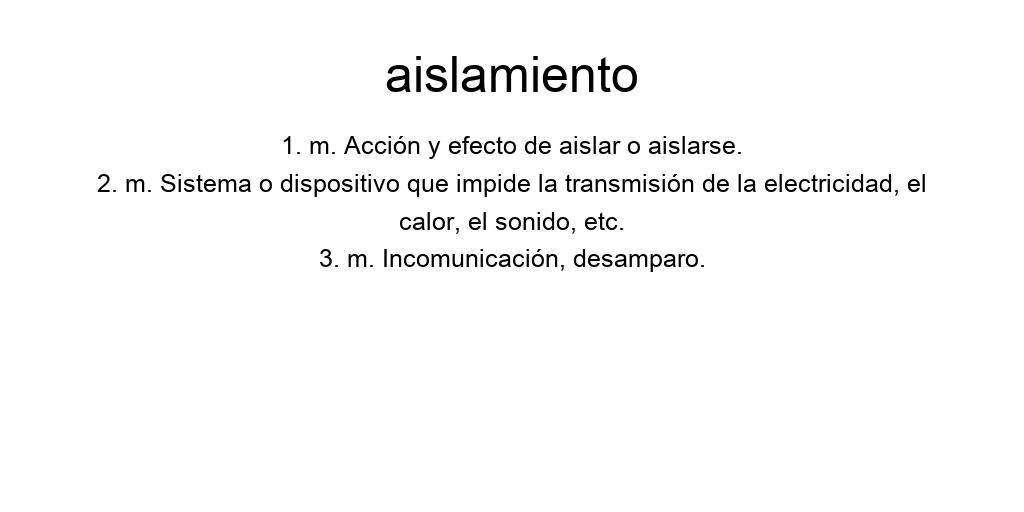 aislamiento
1. m. Acción y efecto de aislar o aislarse.
2. m. Sistema o dispositivo que impide la transmisión de la electricidad, el
calor, el sonido, etc.
3. m. Incomunicación, desamparo.